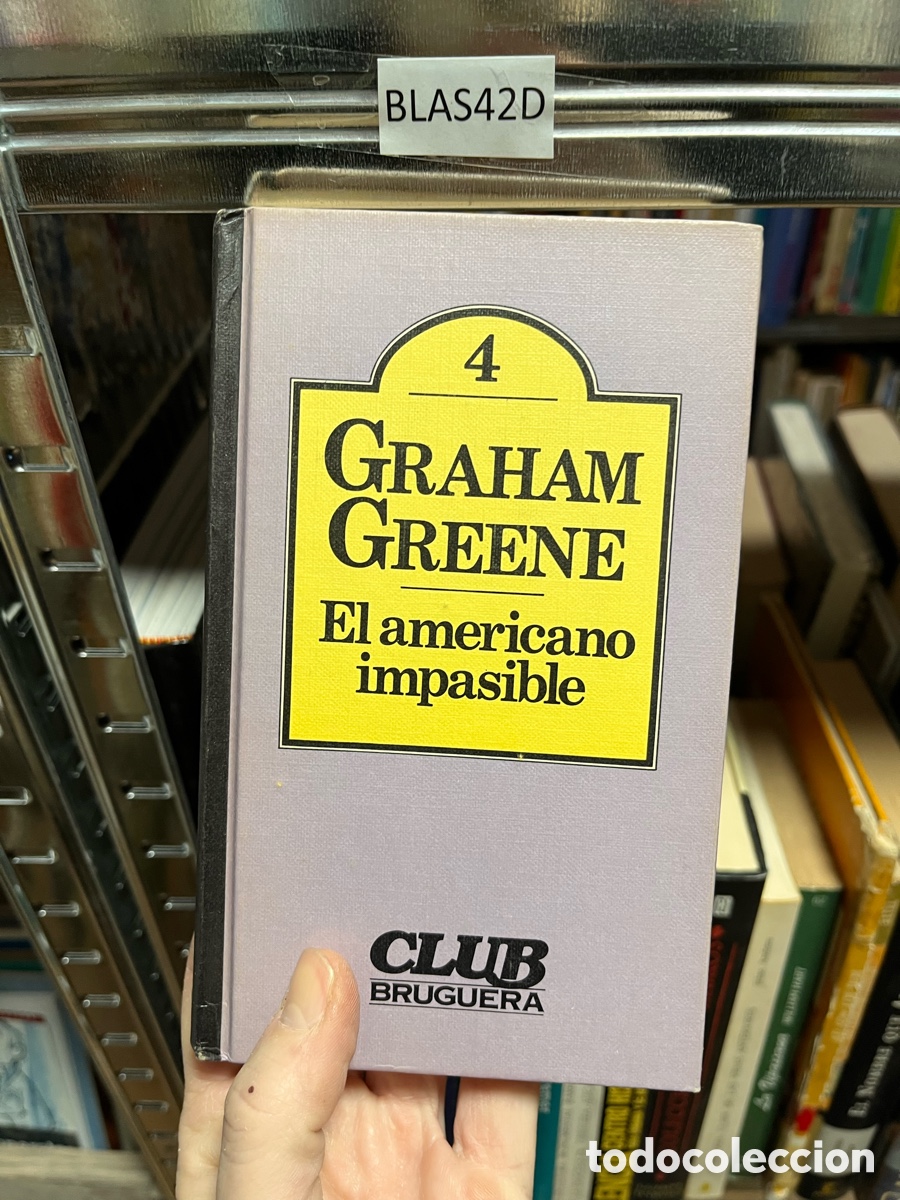 BLAS42D
4
GRAHAM
GREENE
El americano
impasible
CLUB
BRUGUERA
todocoleccion